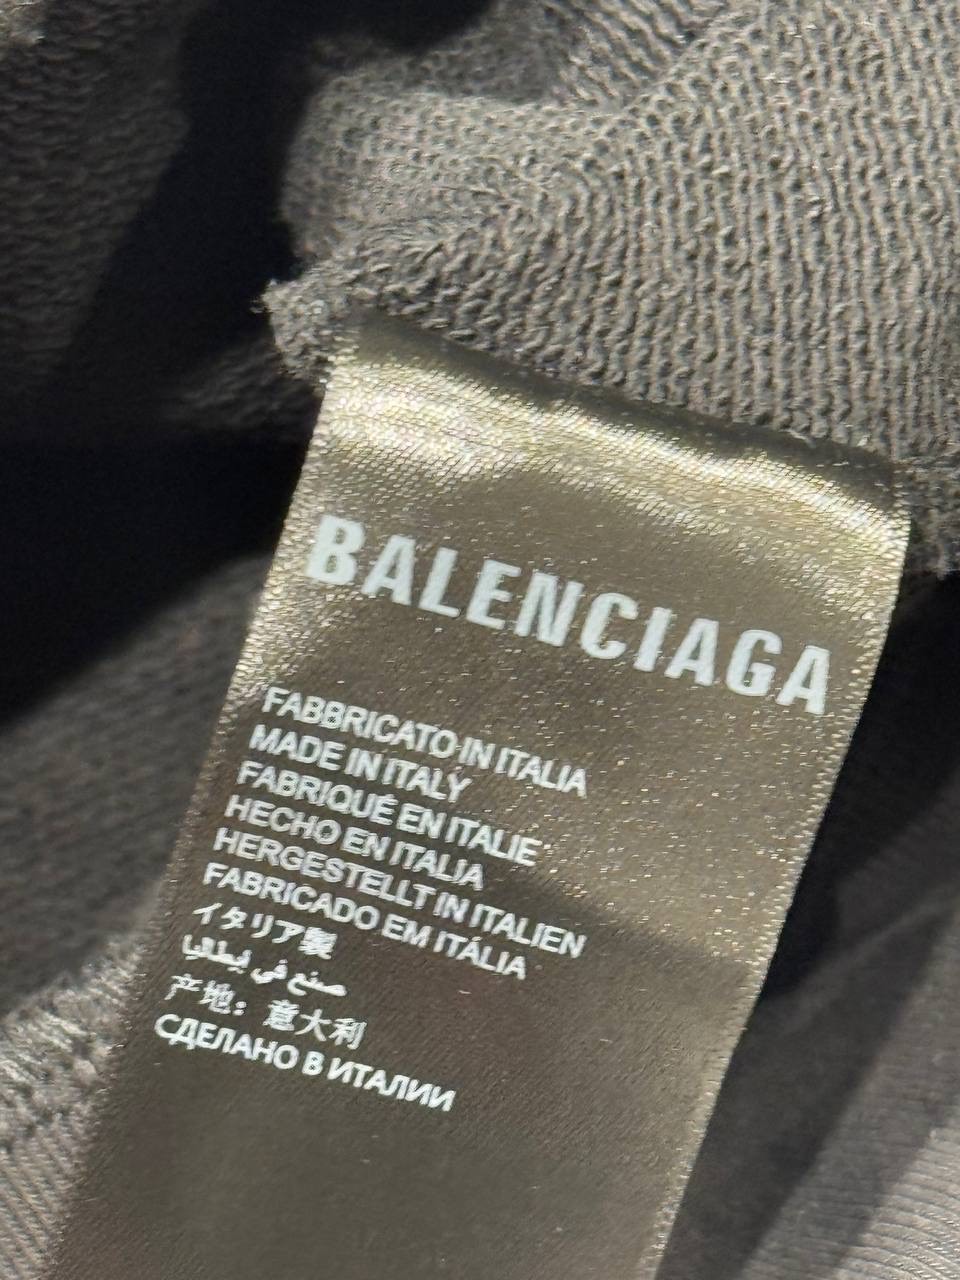 BALENCIAGA
FABBRICATO IN ITALIA
MADE IN ITALY
FABRIQUÉ EN ITALIE
HECHO EN ITALIA
HERGESTELLT IN ITALIEN
FABRICADO EM ITÁLIA
イタリア製
صنع في إيطاليا
产地：意大利
СДЕЛАНО В ИТАЛИИ